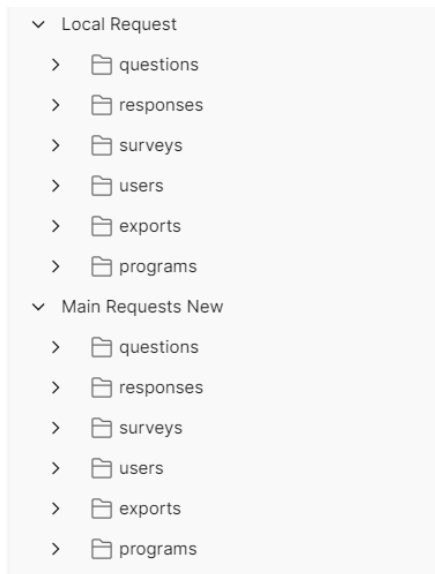 Local Request
questions
responses
surveys
users
exports
programs
Main Requests New
questions
responses
surveys
users
exports
programs